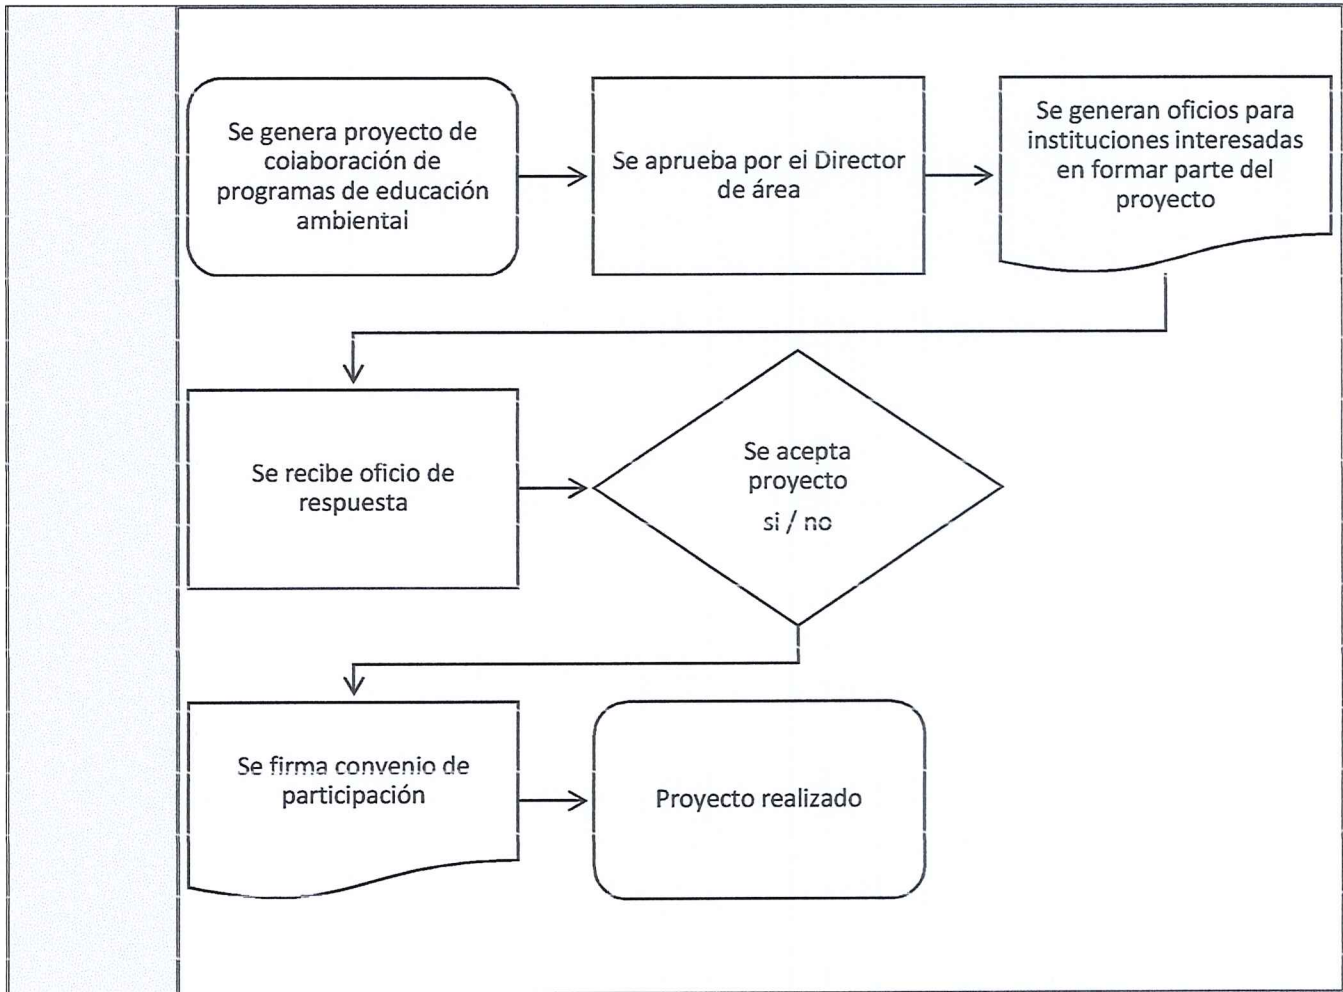 Se genera proyecto de
colaboración de
programas de educación
ambiental
Se aprueba por el Director
de área
Se generan oficios para
instituciones interesadas
en formar parte del
proyecto
Se recibe oficio de
respuesta
Se acepta
proyecto
si / no
Se firma convenio de
participación
Proyecto realizado